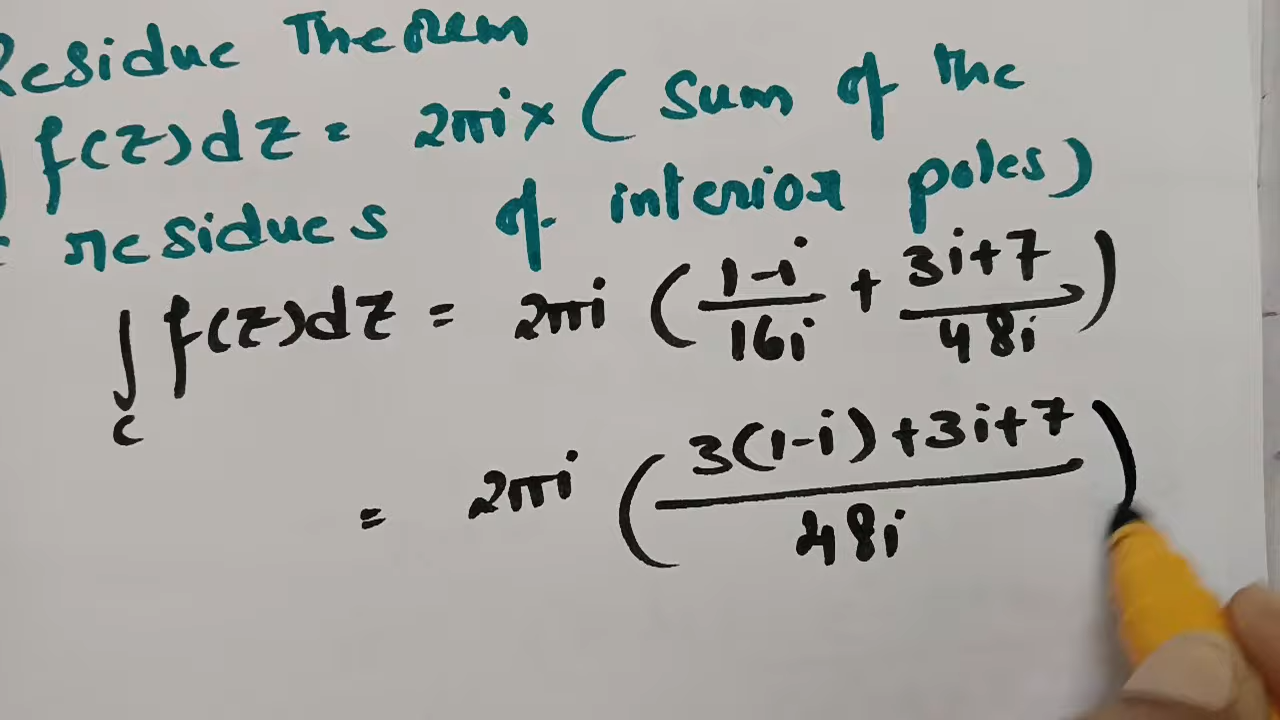 Residue Theorem
∫ f(z)dz = 2πi × ( Sum of the
c residues of interior poles)
∫ f(z)dz = 2πi ( (1-i)/(16i) + (3i+7)/(48i) )
c
= 2πi ( (3(1-i)+3i+7)/(48i) )